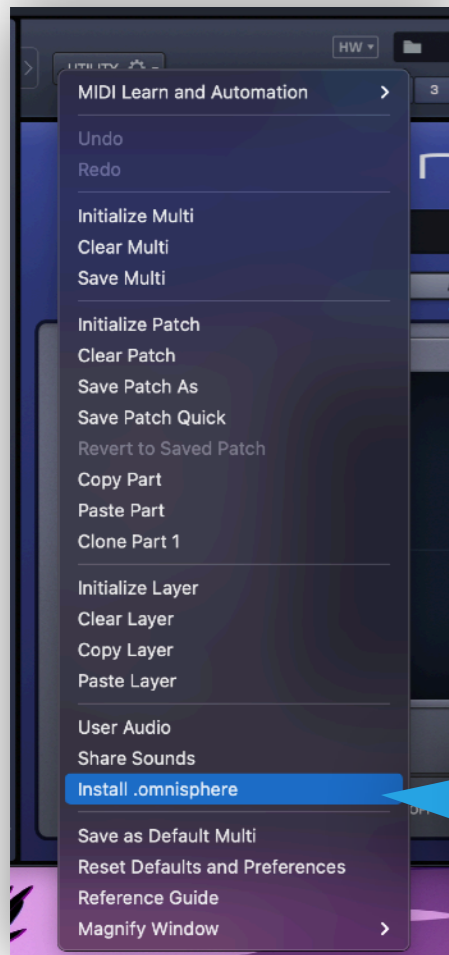 HW
UTILITY
3
MIDI Learn and Automation
Undo
Redo
Initialize Multi
Clear Multi
Save Multi
Initialize Patch
Clear Patch
Save Patch As
Save Patch Quick
Revert to Saved Patch
Copy Part
Paste Part
Clone Part 1
Initialize Layer
Clear Layer
Copy Layer
Paste Layer
User Audio
Share Sounds
Install .omnisphere
Save as Default Multi
Reset Defaults and Preferences
Reference Guide
Magnify Window